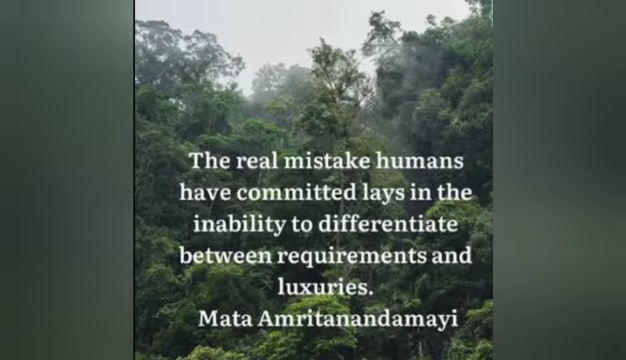 The real mistake humans
have committed lays in the
inability to differentiate
between requirements and
luxuries.
Mata Amritanandamayi